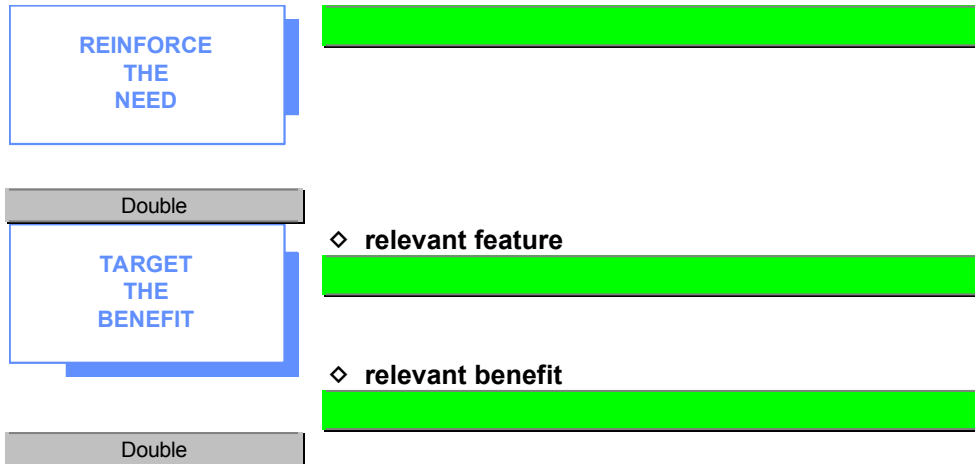 REINFORCE
THE
NEED
Double
TARGET
THE
BENEFIT
◇ relevant feature
◇ relevant benefit
Double